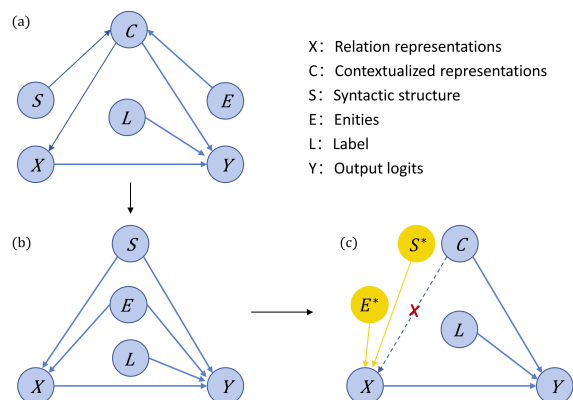 (a)
C
S
E
L
X
Y
X: Relation representations
C: Contextualized representations
S: Syntactic structure
E: Enities
L: Label
Y: Output logits
(b)
S
E
L
X
Y
(c)
S*
C
E*
X
L
X
Y